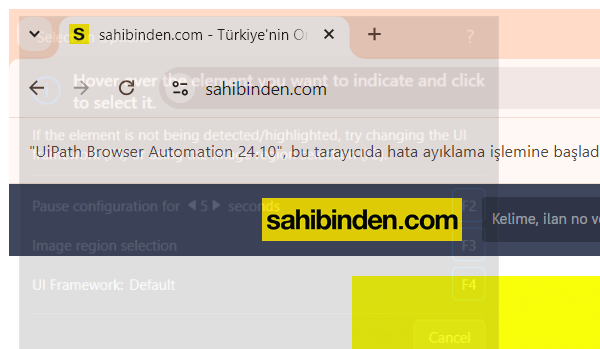 sahibinden.com - Türkiye'nin O
Selection Options ?
Hover over the element you want to indicate and click
to select it.
sahibinden.com
If the element is not being detected/highlighted, try changing the UI
"UiPath Browser Automation 24.10", bu tarayıcıda hata ayıklama işlemine başlad
Pause configuration for 5 seconds F2
sahibinden.com
Kelime, ilan no v
Image region selection F3
UI Framework: Default F4
Cancel